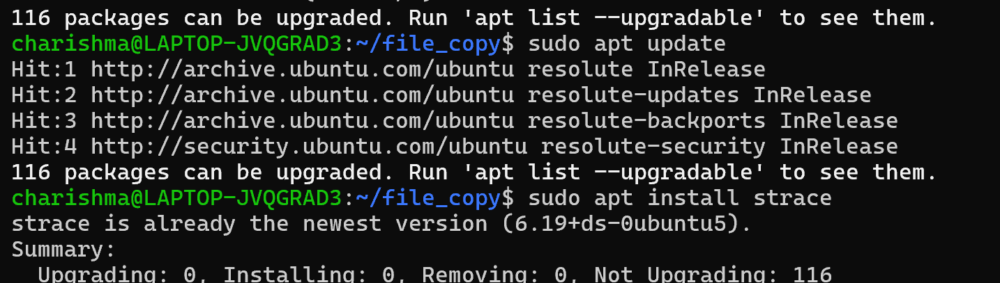 116 packages can be upgraded. Run 'apt list --upgradable' to see them.
charishma@LAPTOP-JVQGRAD3:~/file_copy$ sudo apt update
Hit:1 http://archive.ubuntu.com/ubuntu resolute InRelease
Hit:2 http://archive.ubuntu.com/ubuntu resolute-updates InRelease
Hit:3 http://archive.ubuntu.com/ubuntu resolute-backports InRelease
Hit:4 http://security.ubuntu.com/ubuntu resolute-security InRelease
116 packages can be upgraded. Run 'apt list --upgradable' to see them.
charishma@LAPTOP-JVQGRAD3:~/file_copy$ sudo apt install strace
strace is already the newest version (6.19+ds-0ubuntu5).
Summary:
  Upgrading: 0, Installing: 0, Removing: 0, Not Upgrading: 116